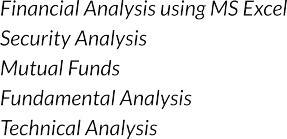 Financial Analysis using MS Excel
Security Analysis
Mutual Funds
Fundamental Analysis
Technical Analysis